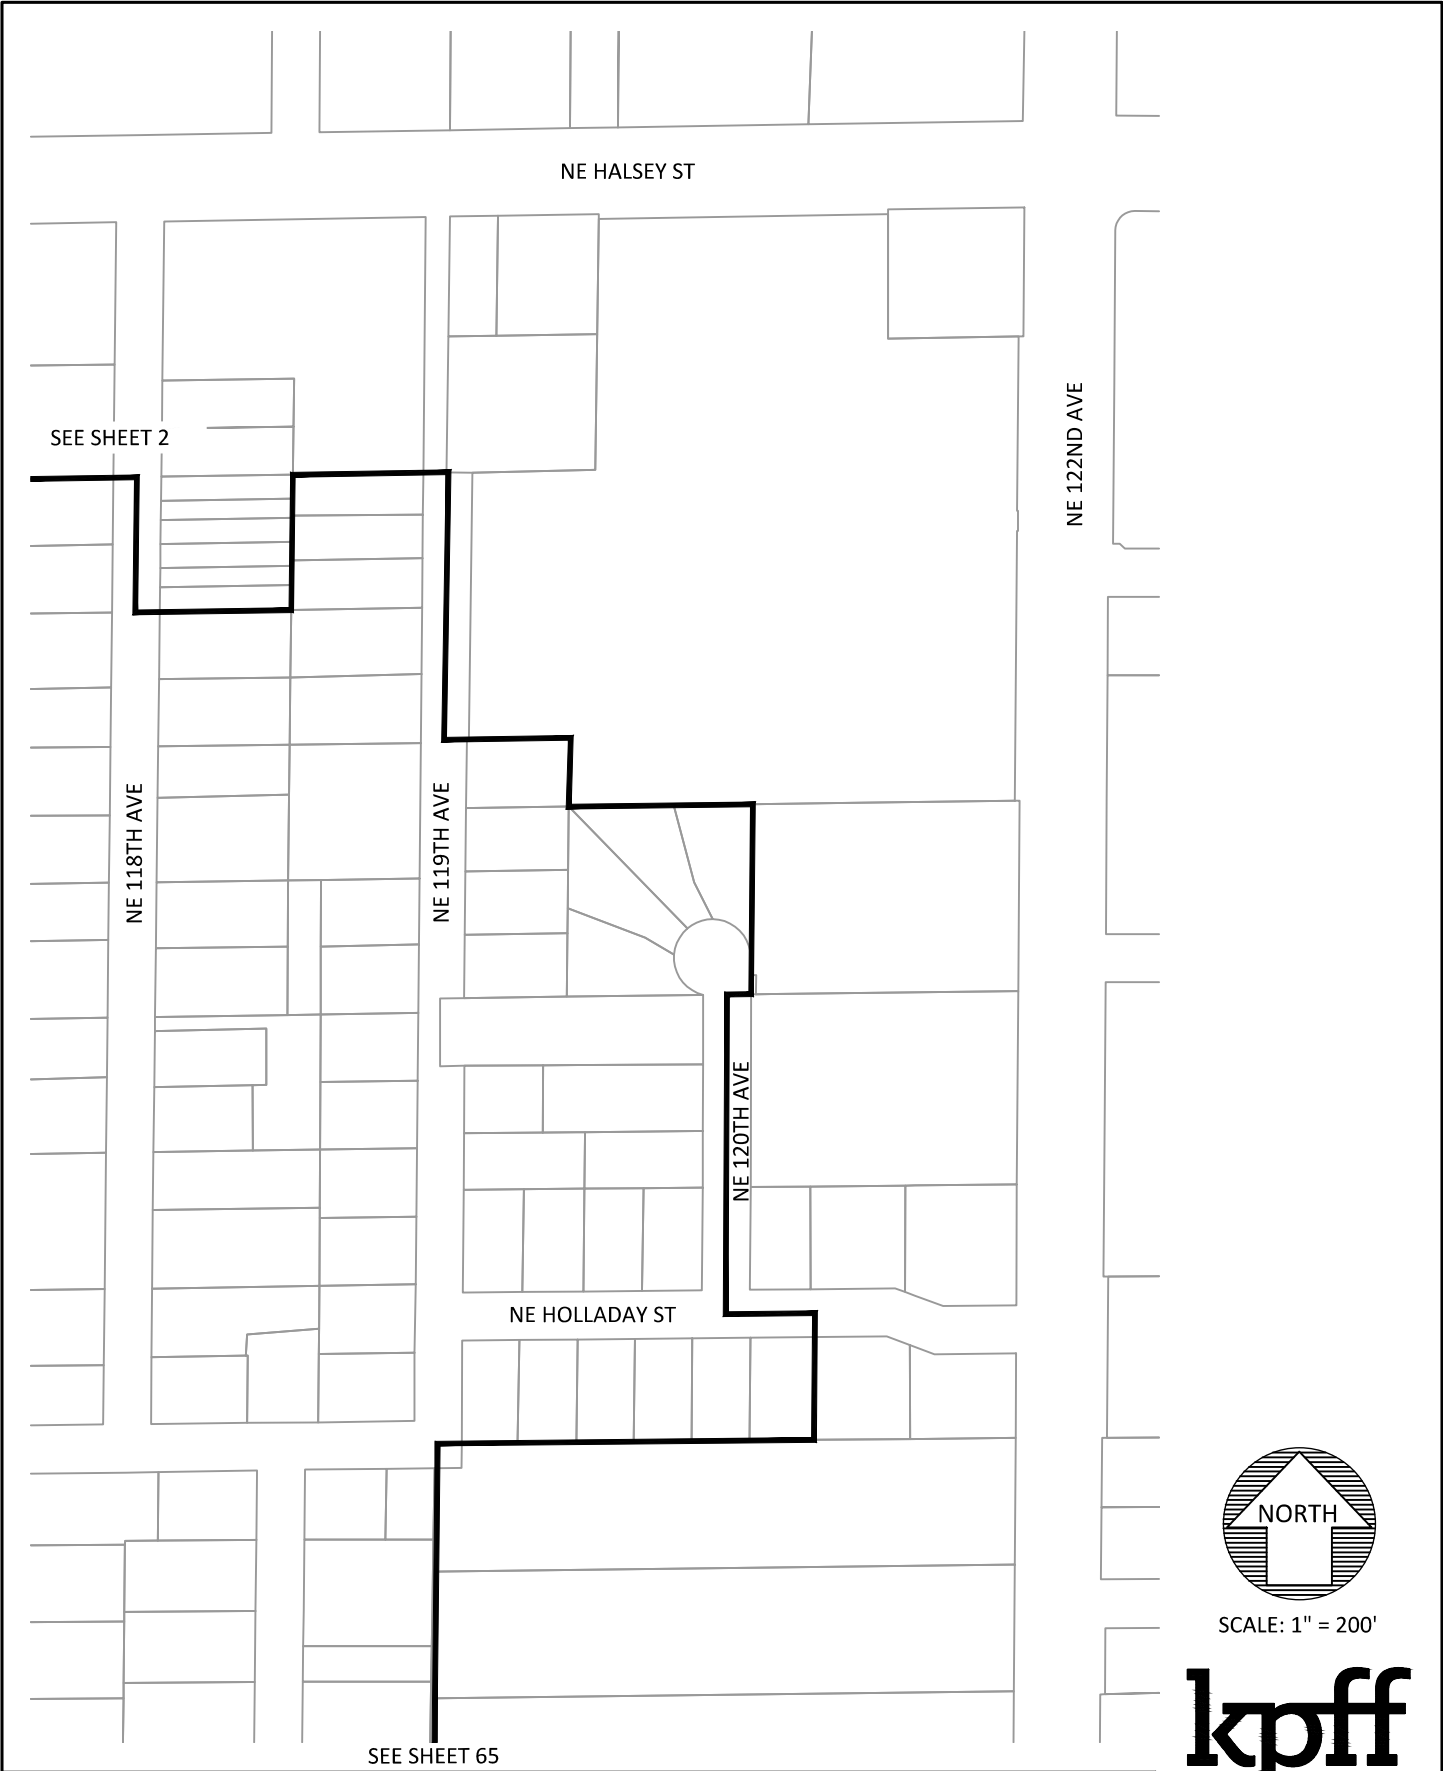 NE HALSEY ST
NE 122ND AVE
SEE SHEET 2
NE 118TH AVE
NE 119TH AVE
NE 120TH AVE
NE HOLLADAY ST
NORTH
SCALE: 1" = 200'
kpff
SEE SHEET 65